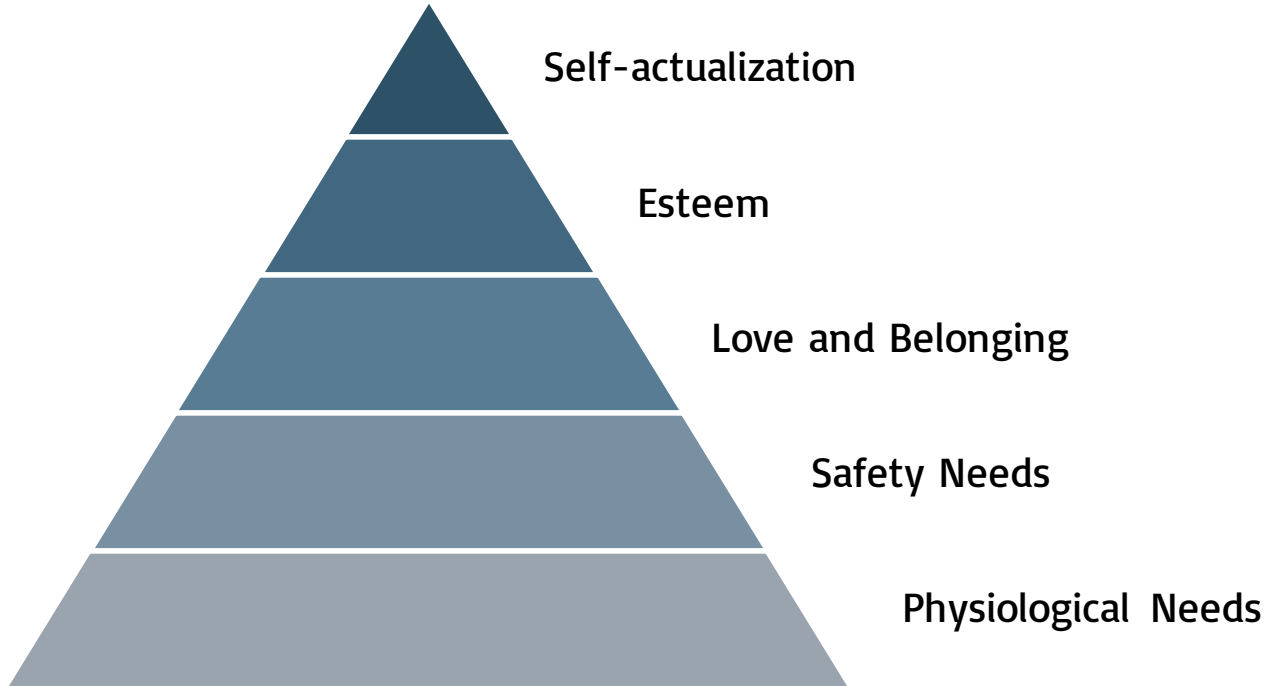 Self-actualization
Esteem
Love and Belonging
Safety Needs
Physiological Needs